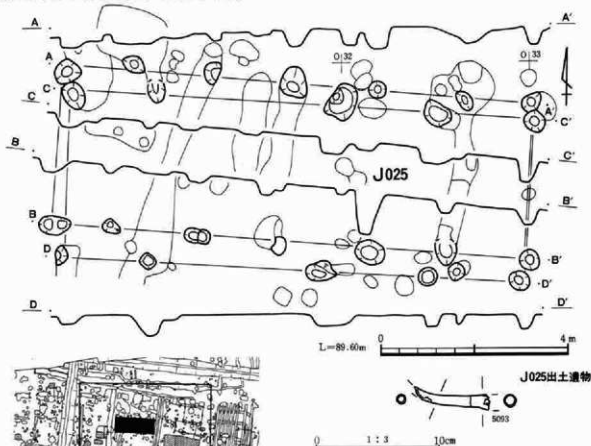 A A'
O|32 O|33
A
C
A'
C C'
C'
B J025
B'
B
B'
D
D'
D D'
0 4 m
L=89.60m
J025出土遺物
5093
0 1:3 10cm